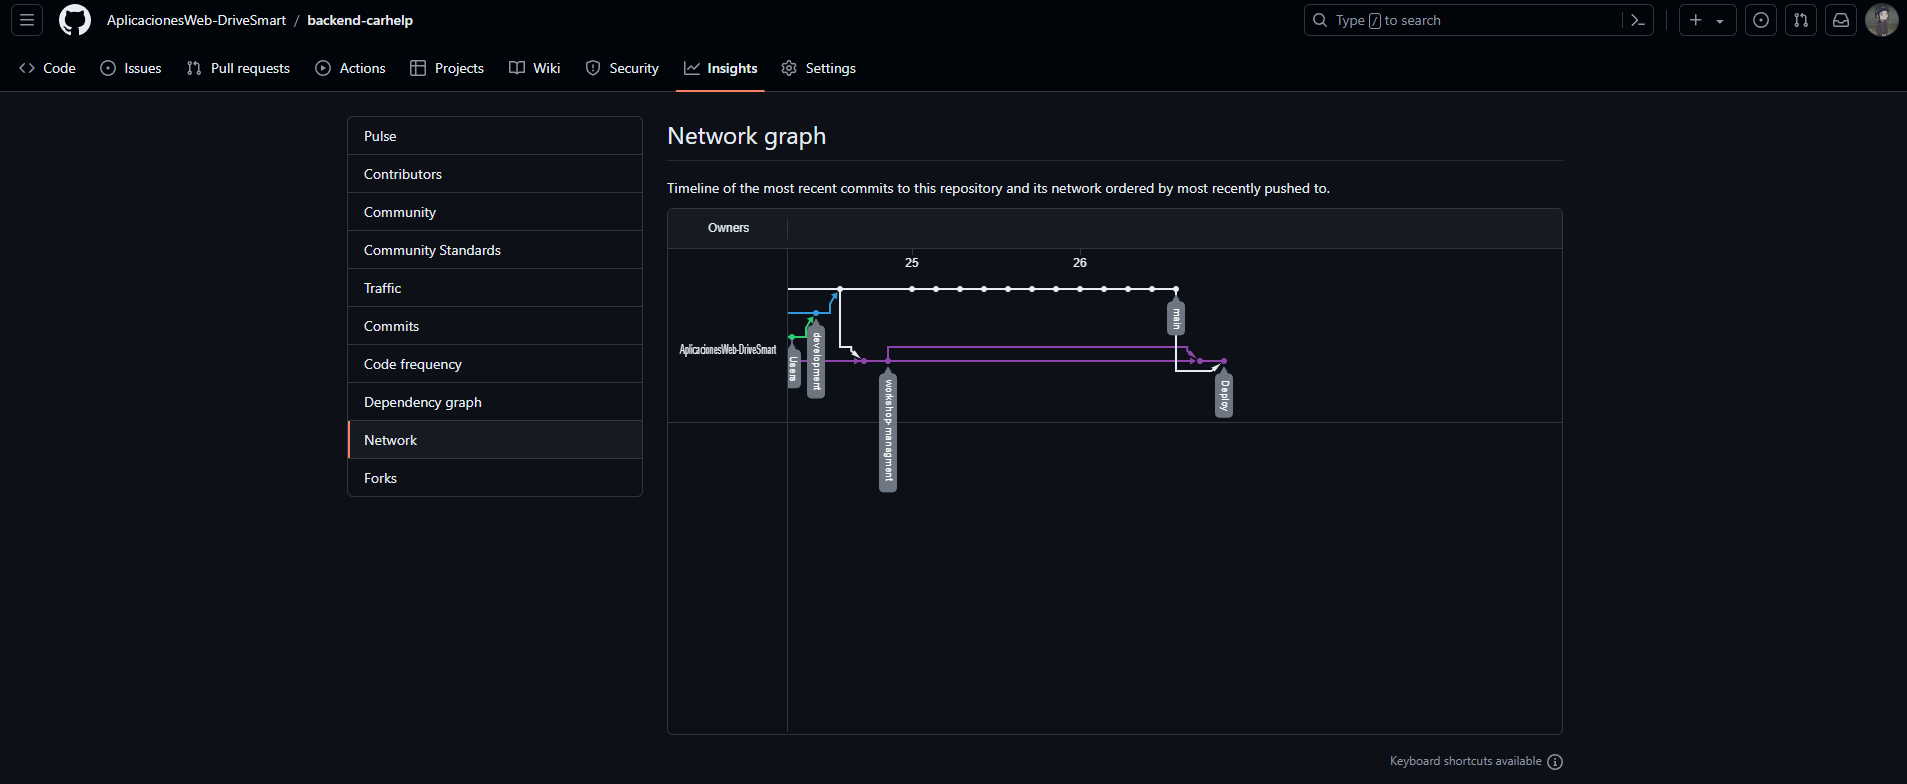 AplicacionesWeb-DriveSmart / backend-carhelp
Type / to search
Code
Issues
Pull requests
Actions
Projects
Wiki
Security
Insights
Settings
Pulse
Contributors
Community
Community Standards
Traffic
Commits
Code frequency
Dependency graph
Network
Forks
Network graph
Timeline of the most recent commits to this repository and its network ordered by most recently pushed to.
Owners
25
26
AplicacionesWeb-DriveSmart
Users
development
workshop-managment
main
Deploy
Keyboard shortcuts available